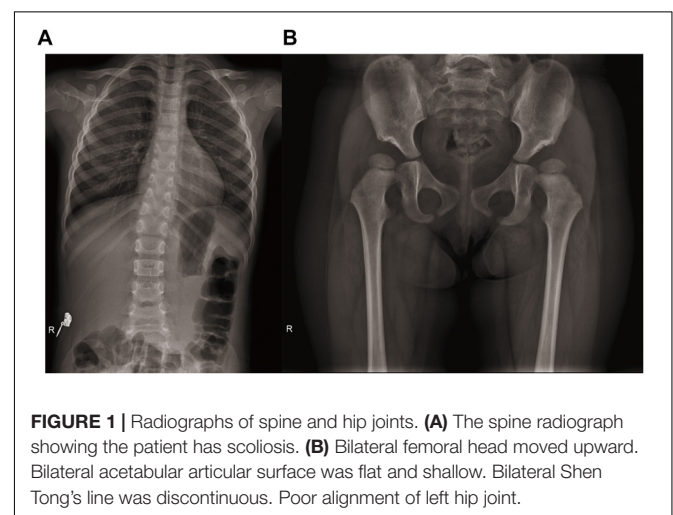 A B
R R
FIGURE 1 | Radiographs of spine and hip joints. (A) The spine radiograph
showing the patient has scoliosis. (B) Bilateral femoral head moved upward.
Bilateral acetabular articular surface was flat and shallow. Bilateral Shen
Tong's line was discontinuous. Poor alignment of left hip joint.